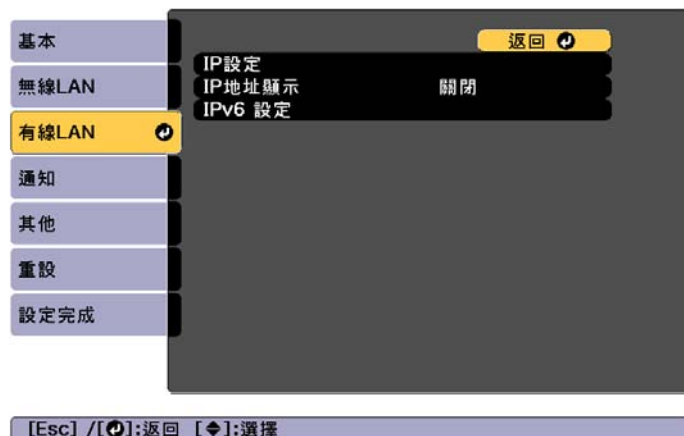 基本
無線LAN
有線LAN
通知
其他
重設
設定完成
返回
IP設定
IP地址顯示 關閉
IPv6 設定
[Esc] /[]:返回 []:選擇